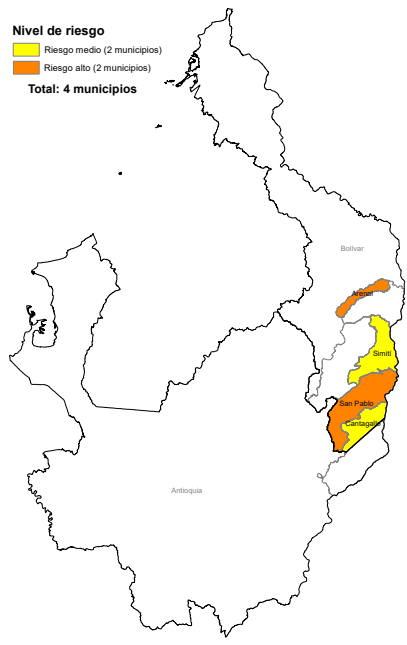 Nivel de riesgo
Riesgo medio (2 municipios)
Riesgo alto (2 municipios)
Total: 4 municipios
Bolívar
Arenal
Simití
San Pablo
Cantagallo
Antioquia